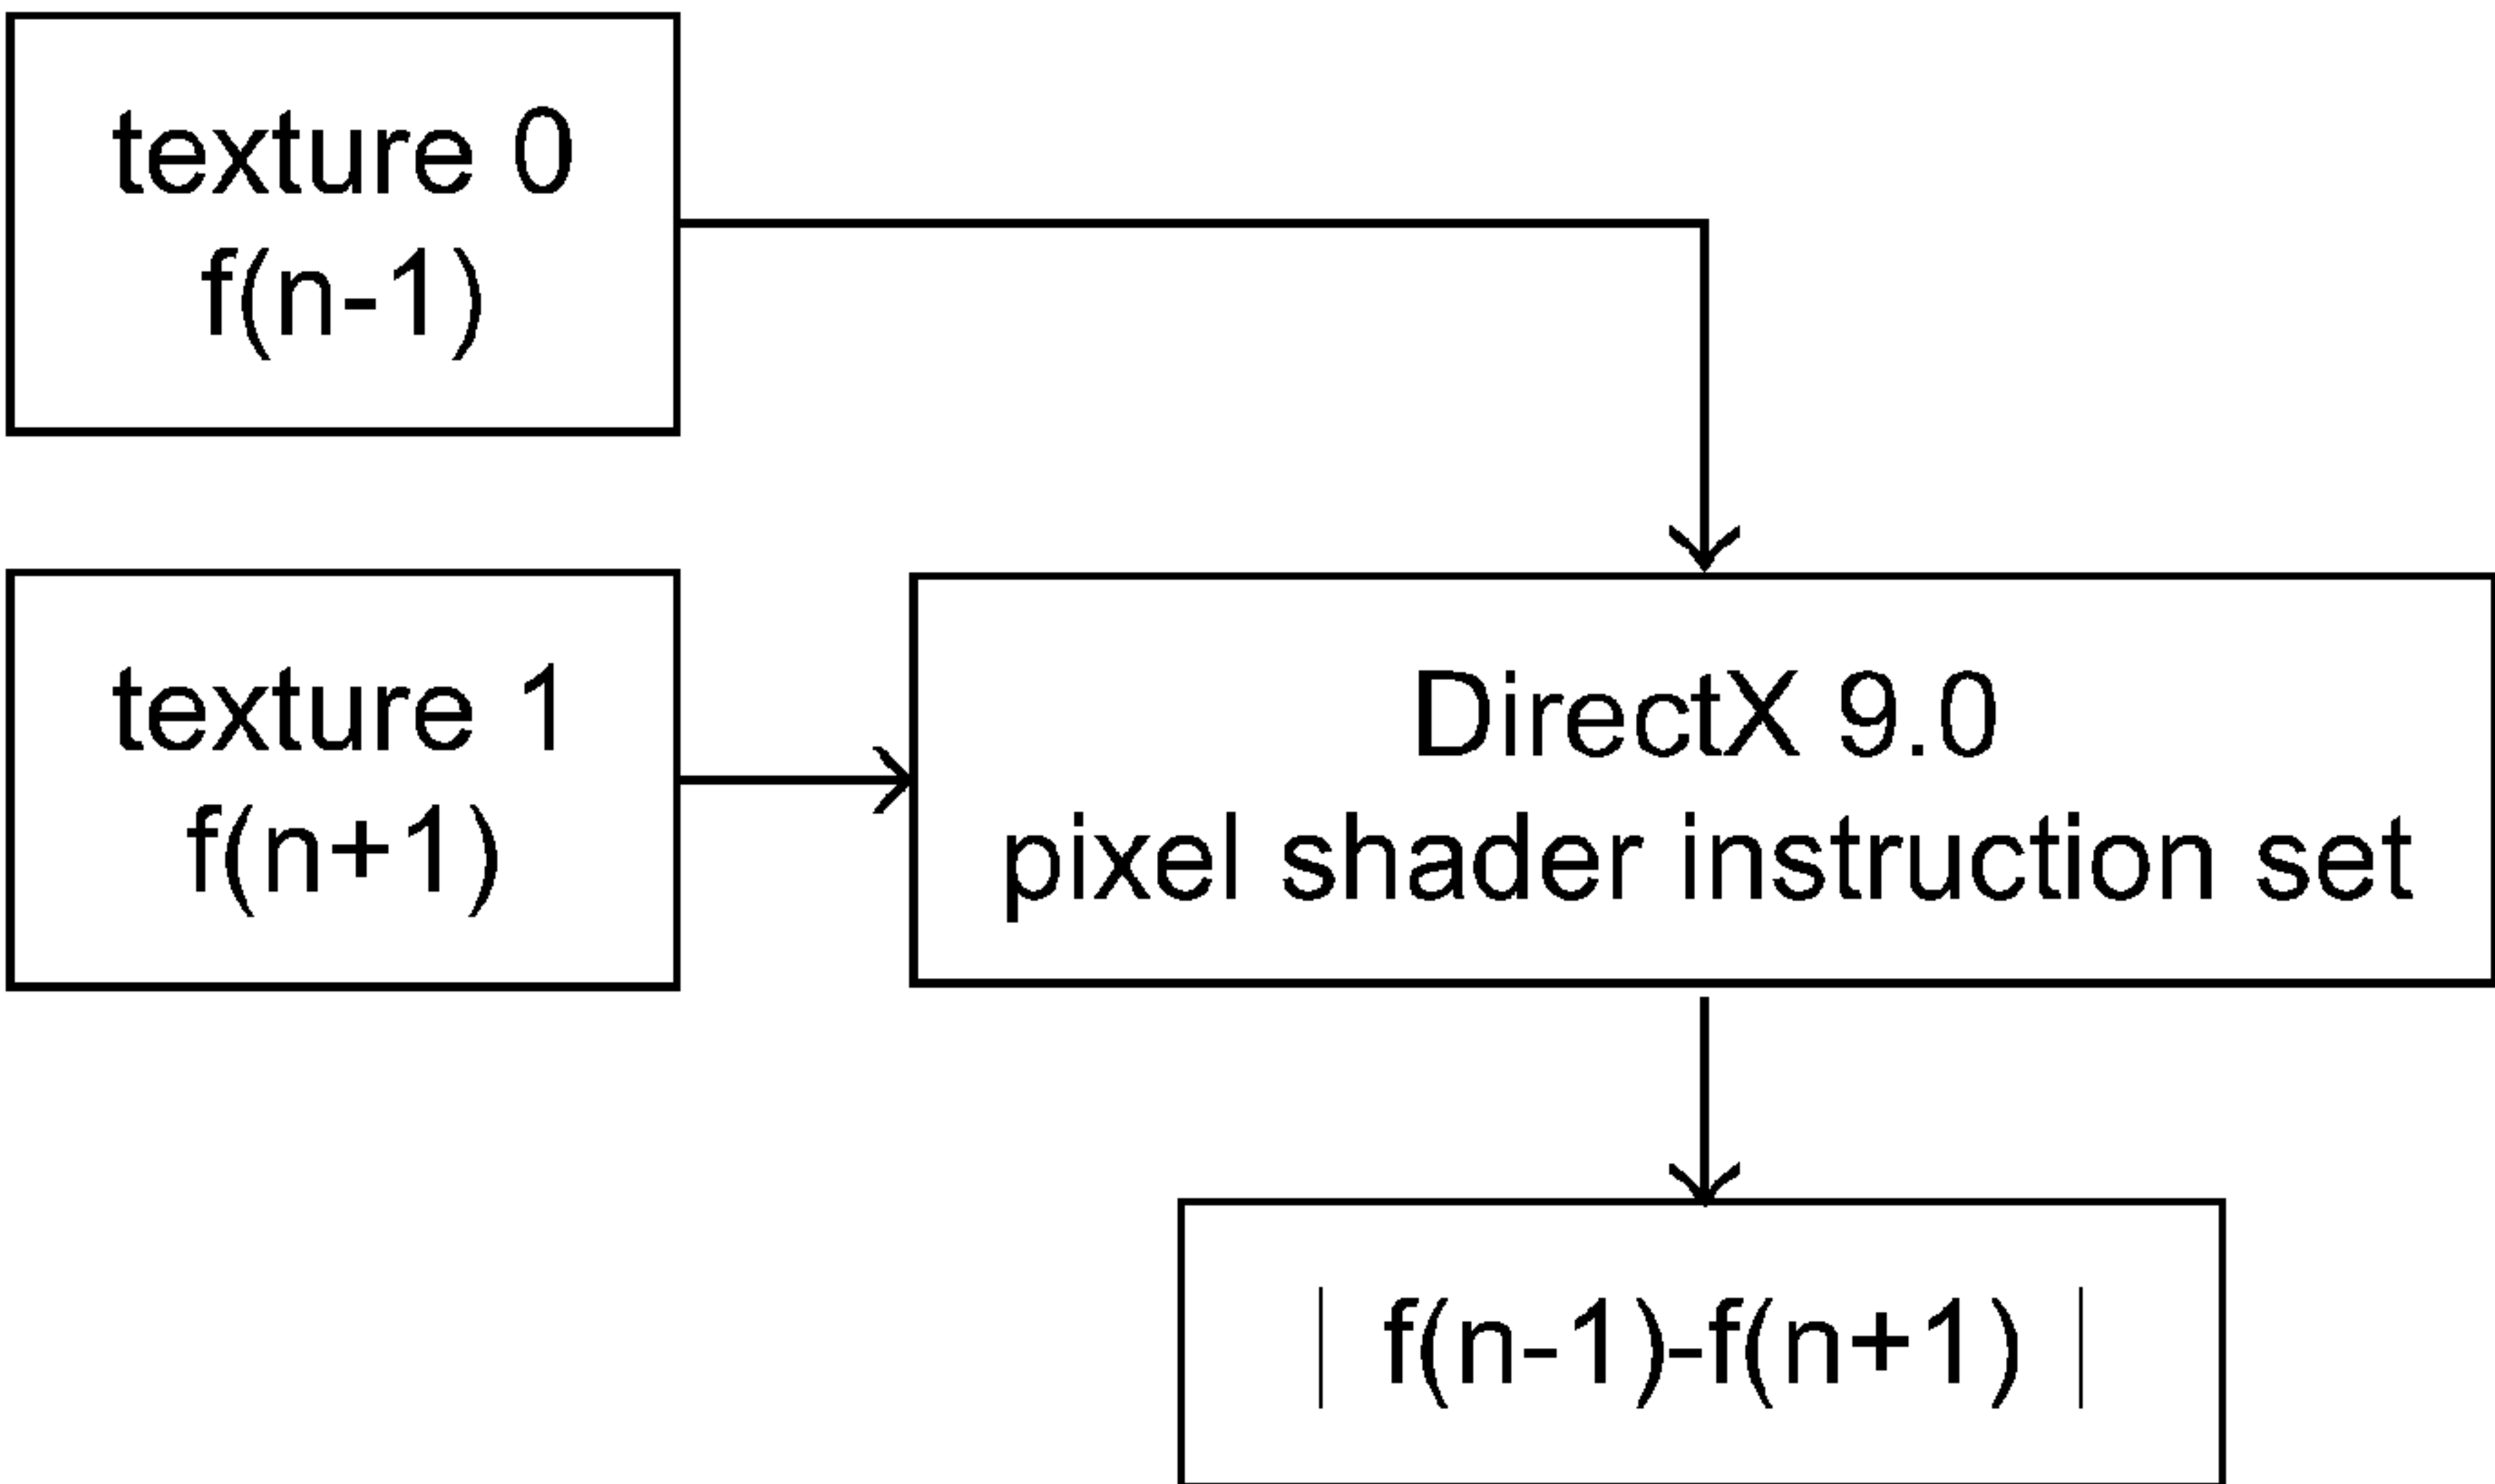 texture 0
f(n-1)
texture 1
f(n+1)
DirectX 9.0
pixel shader instruction set
| f(n-1)-f(n+1) |